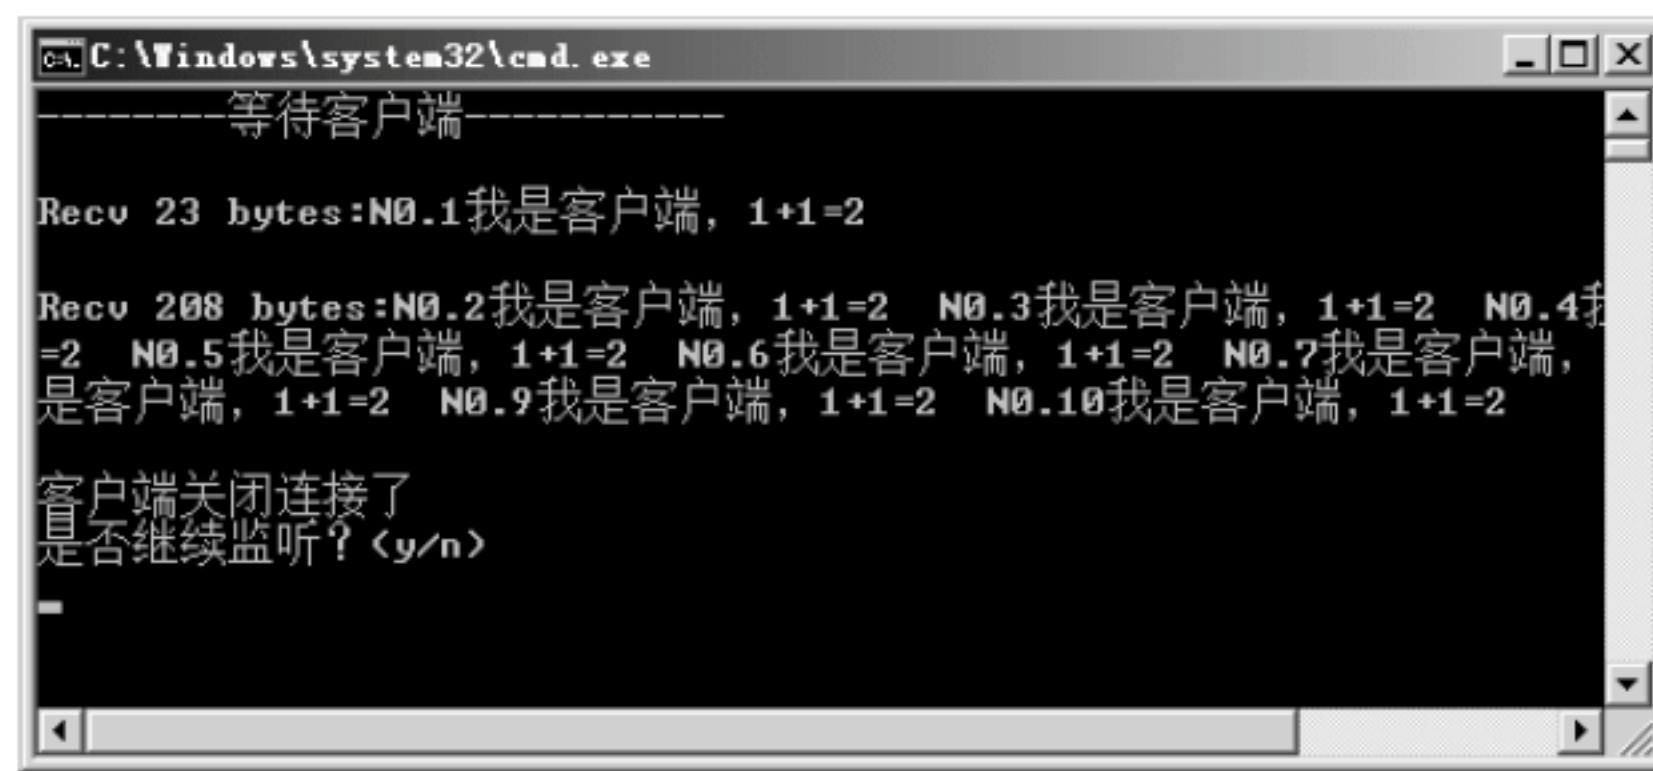 C:\Windows\system32\cmd.exe
--------等待客户端-----------
Recv 23 bytes:N0.1我是客户端，1+1=2
Recv 208 bytes:N0.2我是客户端，1+1=2  N0.3我是客户端，1+1=2  N0.4我
=2  N0.5我是客户端，1+1=2  N0.6我是客户端，1+1=2  N0.7我是客户端，
是客户端，1+1=2  N0.9我是客户端，1+1=2  N0.10我是客户端，1+1=2
客户端关闭连接了
是否继续监听？(y/n)